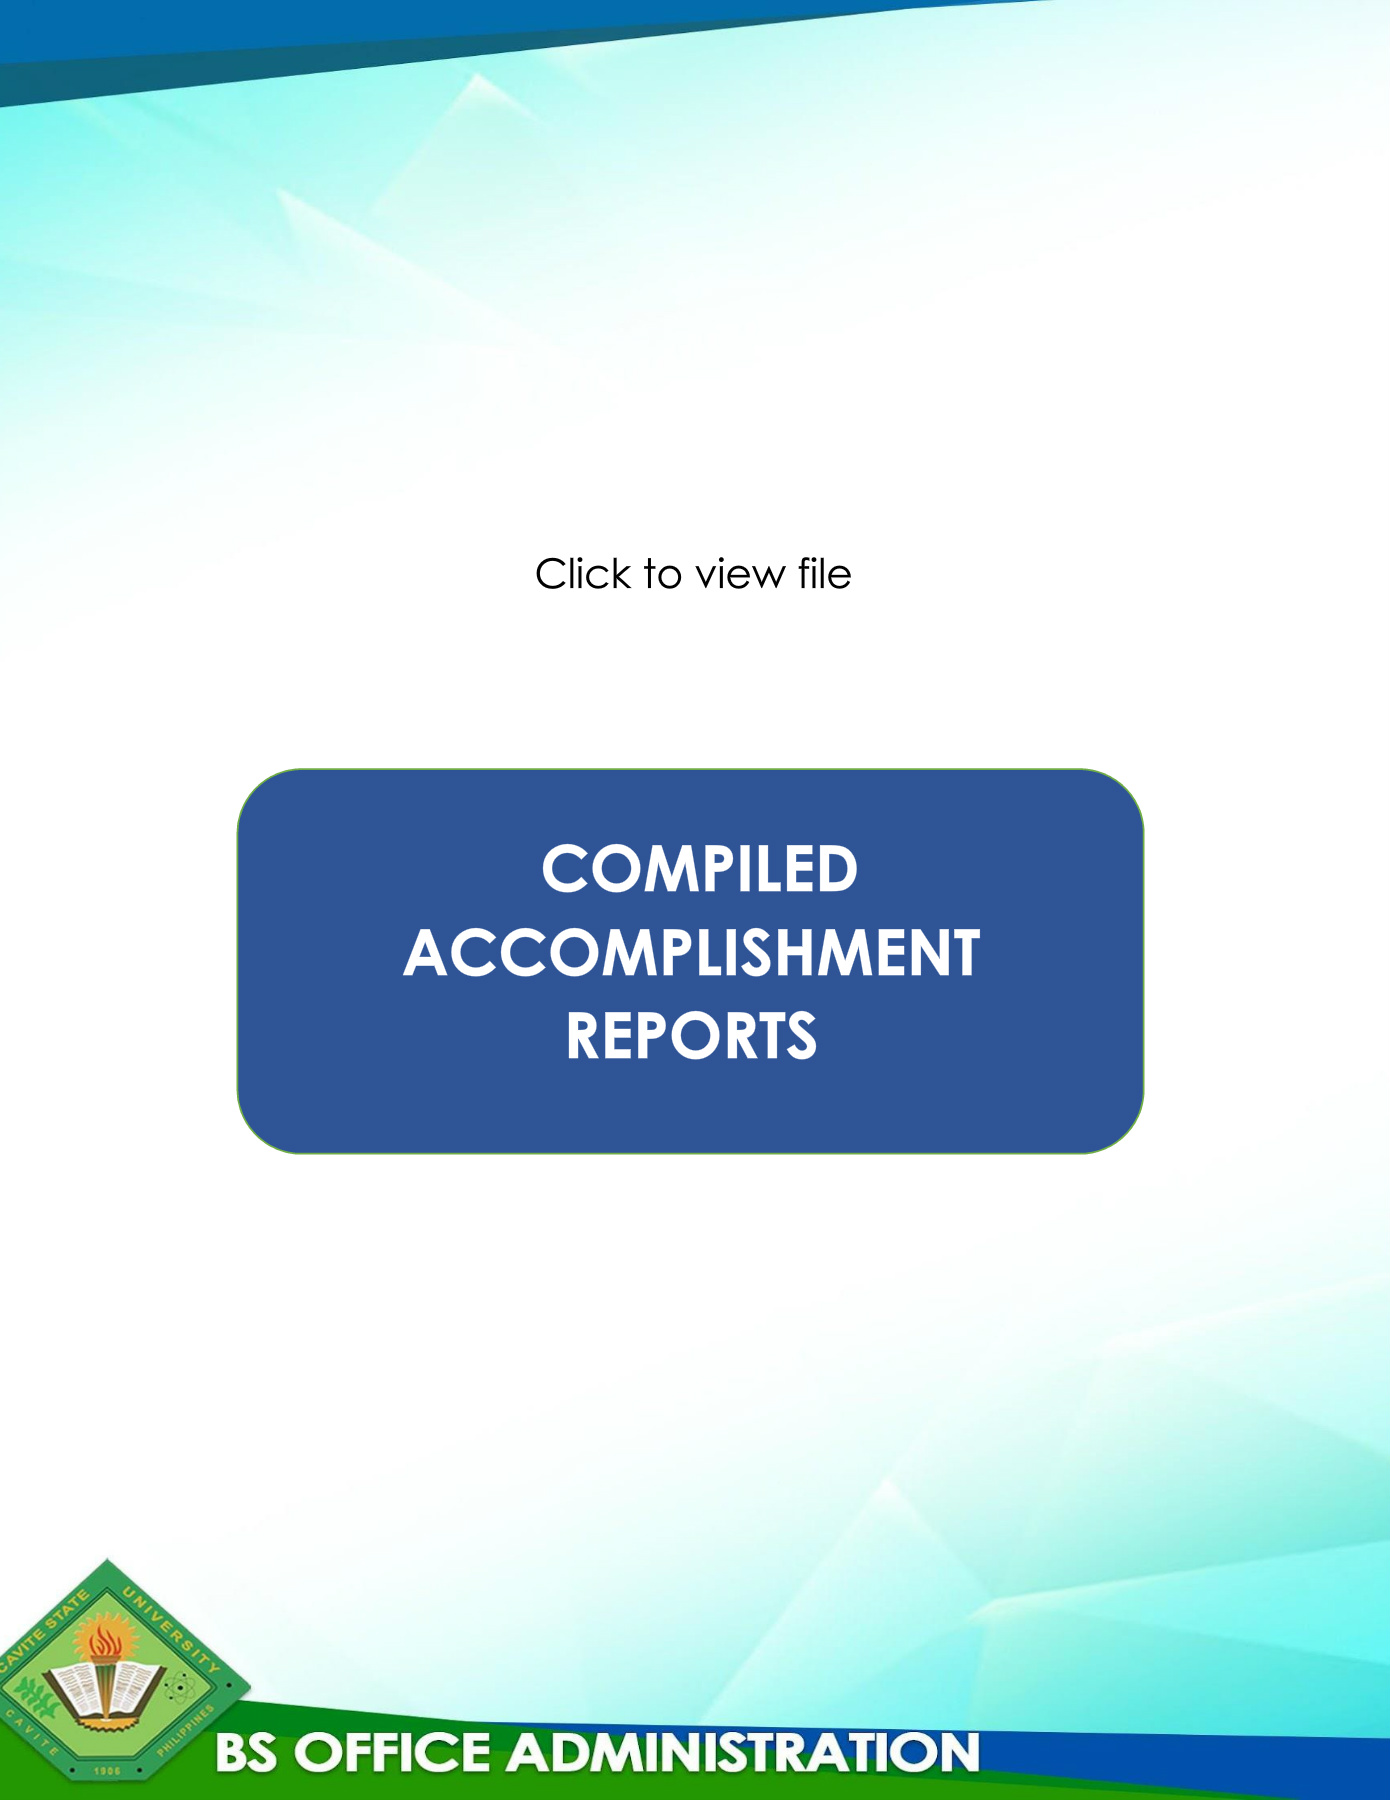 Click to view file
COMPILED
ACCOMPLISHMENT
REPORTS
CAVITE STATE UNIVERSITY
CAVITE
PHILIPPINES
1906
BS OFFICE ADMINISTRATION